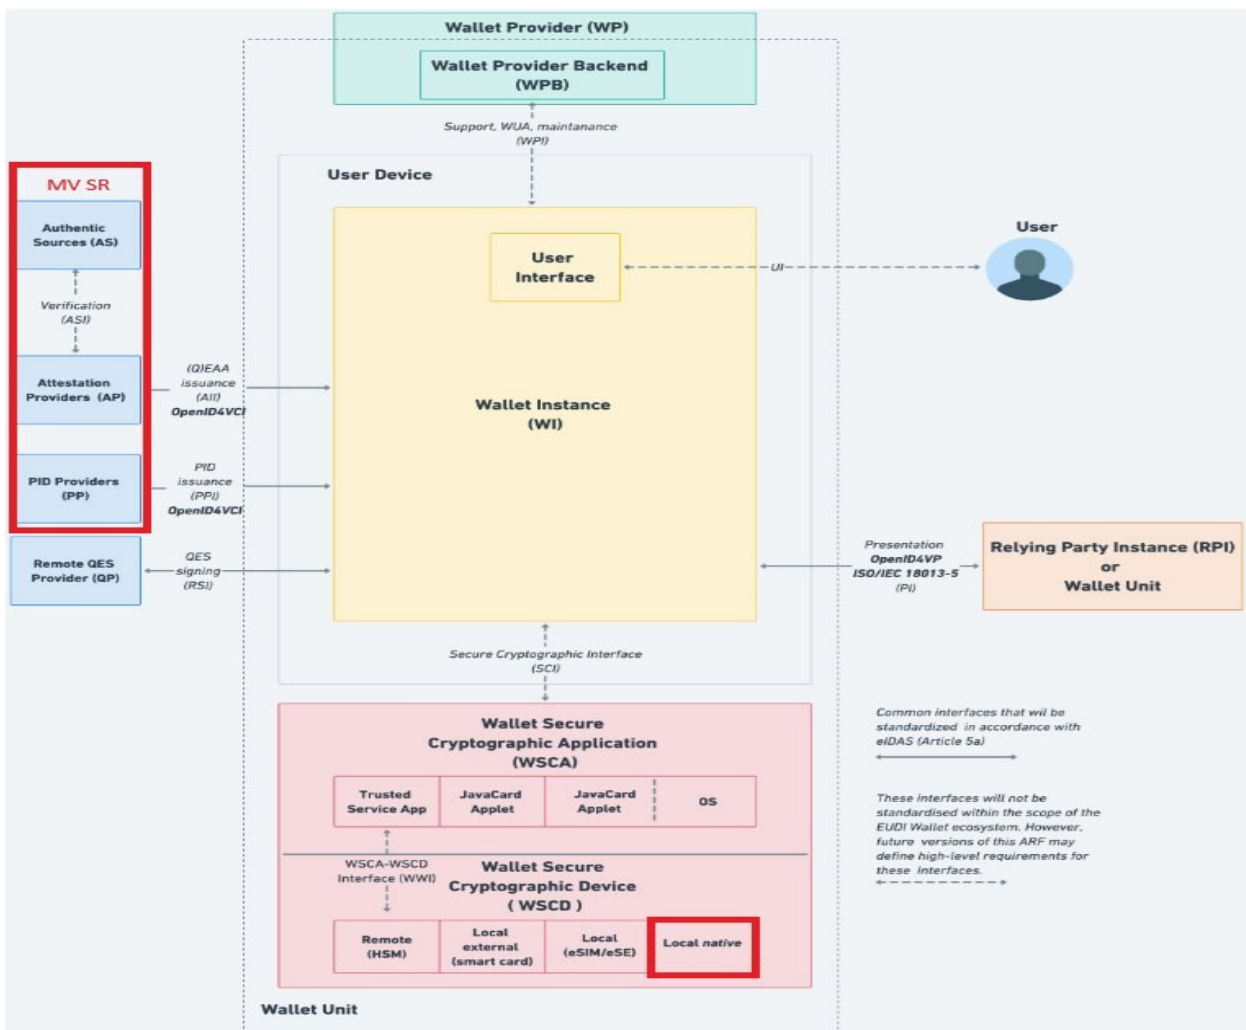 Wallet Provider (WP)
Wallet Provider Backend
(WPB)
Support, WUA, maintanance
(WPI)
User Device
MV SR
Authentic
Sources (AS)
Verification
(ASI)
Attestation
Providers (AP)
(Q)EAA
issuance
(AII)
OpenID4VCI
PID Providers
(PP)
PID
issuance
(PPI)
OpenID4VCI
Remote QES
Provider (QP)
QES
signing
(RSI)
User
Interface
UI
User
Wallet Instance
(WI)
Presentation
OpenID4VP
ISO/IEC 18013-5
(PI)
Relying Party Instance (RPI)
or
Wallet Unit
Secure Cryptographic Interface
(SCI)
Wallet Secure
Cryptographic Application
(WSCA)
Trusted
Service App
JavaCard
Applet
JavaCard
Applet
OS
WSCA-WSCD
Interface (WWI)
Wallet Secure
Cryptographic Device
( WSCD )
Remote
(HSM)
Local
external
(smart card)
Local
(eSIM/eSE)
Local native
Wallet Unit
Common interfaces that wil be
standardized in accordance with
eIDAS (Article 5a)
These interfaces will not be
standardised within the scope of the
EUDI Wallet ecosystem. However,
future versions of this ARF may
define high-level requirements for
these interfaces.